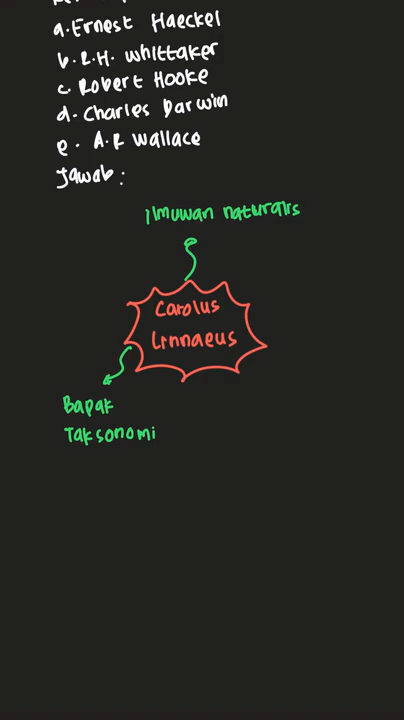 a. Ernest Haeckel
b. R.H. Whittaker
c. Robert Hooke
d. Charles Darwin
e. A.R Wallace
Jawab :
ilmuwan naturalis
Carolus
Linnaeus
Bapak
Taksonomi